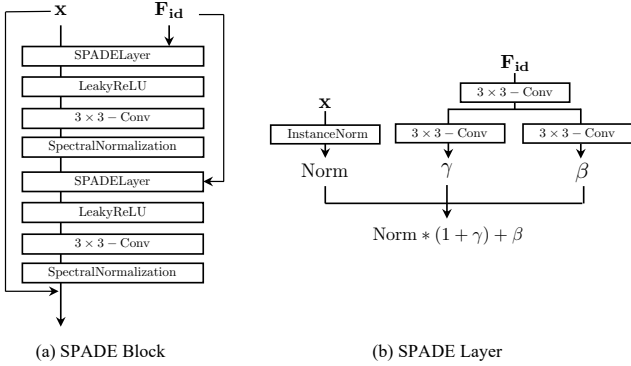 x
F_id
SPADELayer
LeakyReLU
3 × 3 − Conv
SpectralNormalization
SPADELayer
LeakyReLU
3 × 3 − Conv
SpectralNormalization
(a) SPADE Block
F_id
3 × 3 − Conv
x
InstanceNorm
3 × 3 − Conv
3 × 3 − Conv
Norm
γ
β
Norm ∗ (1 + γ) + β
(b) SPADE Layer